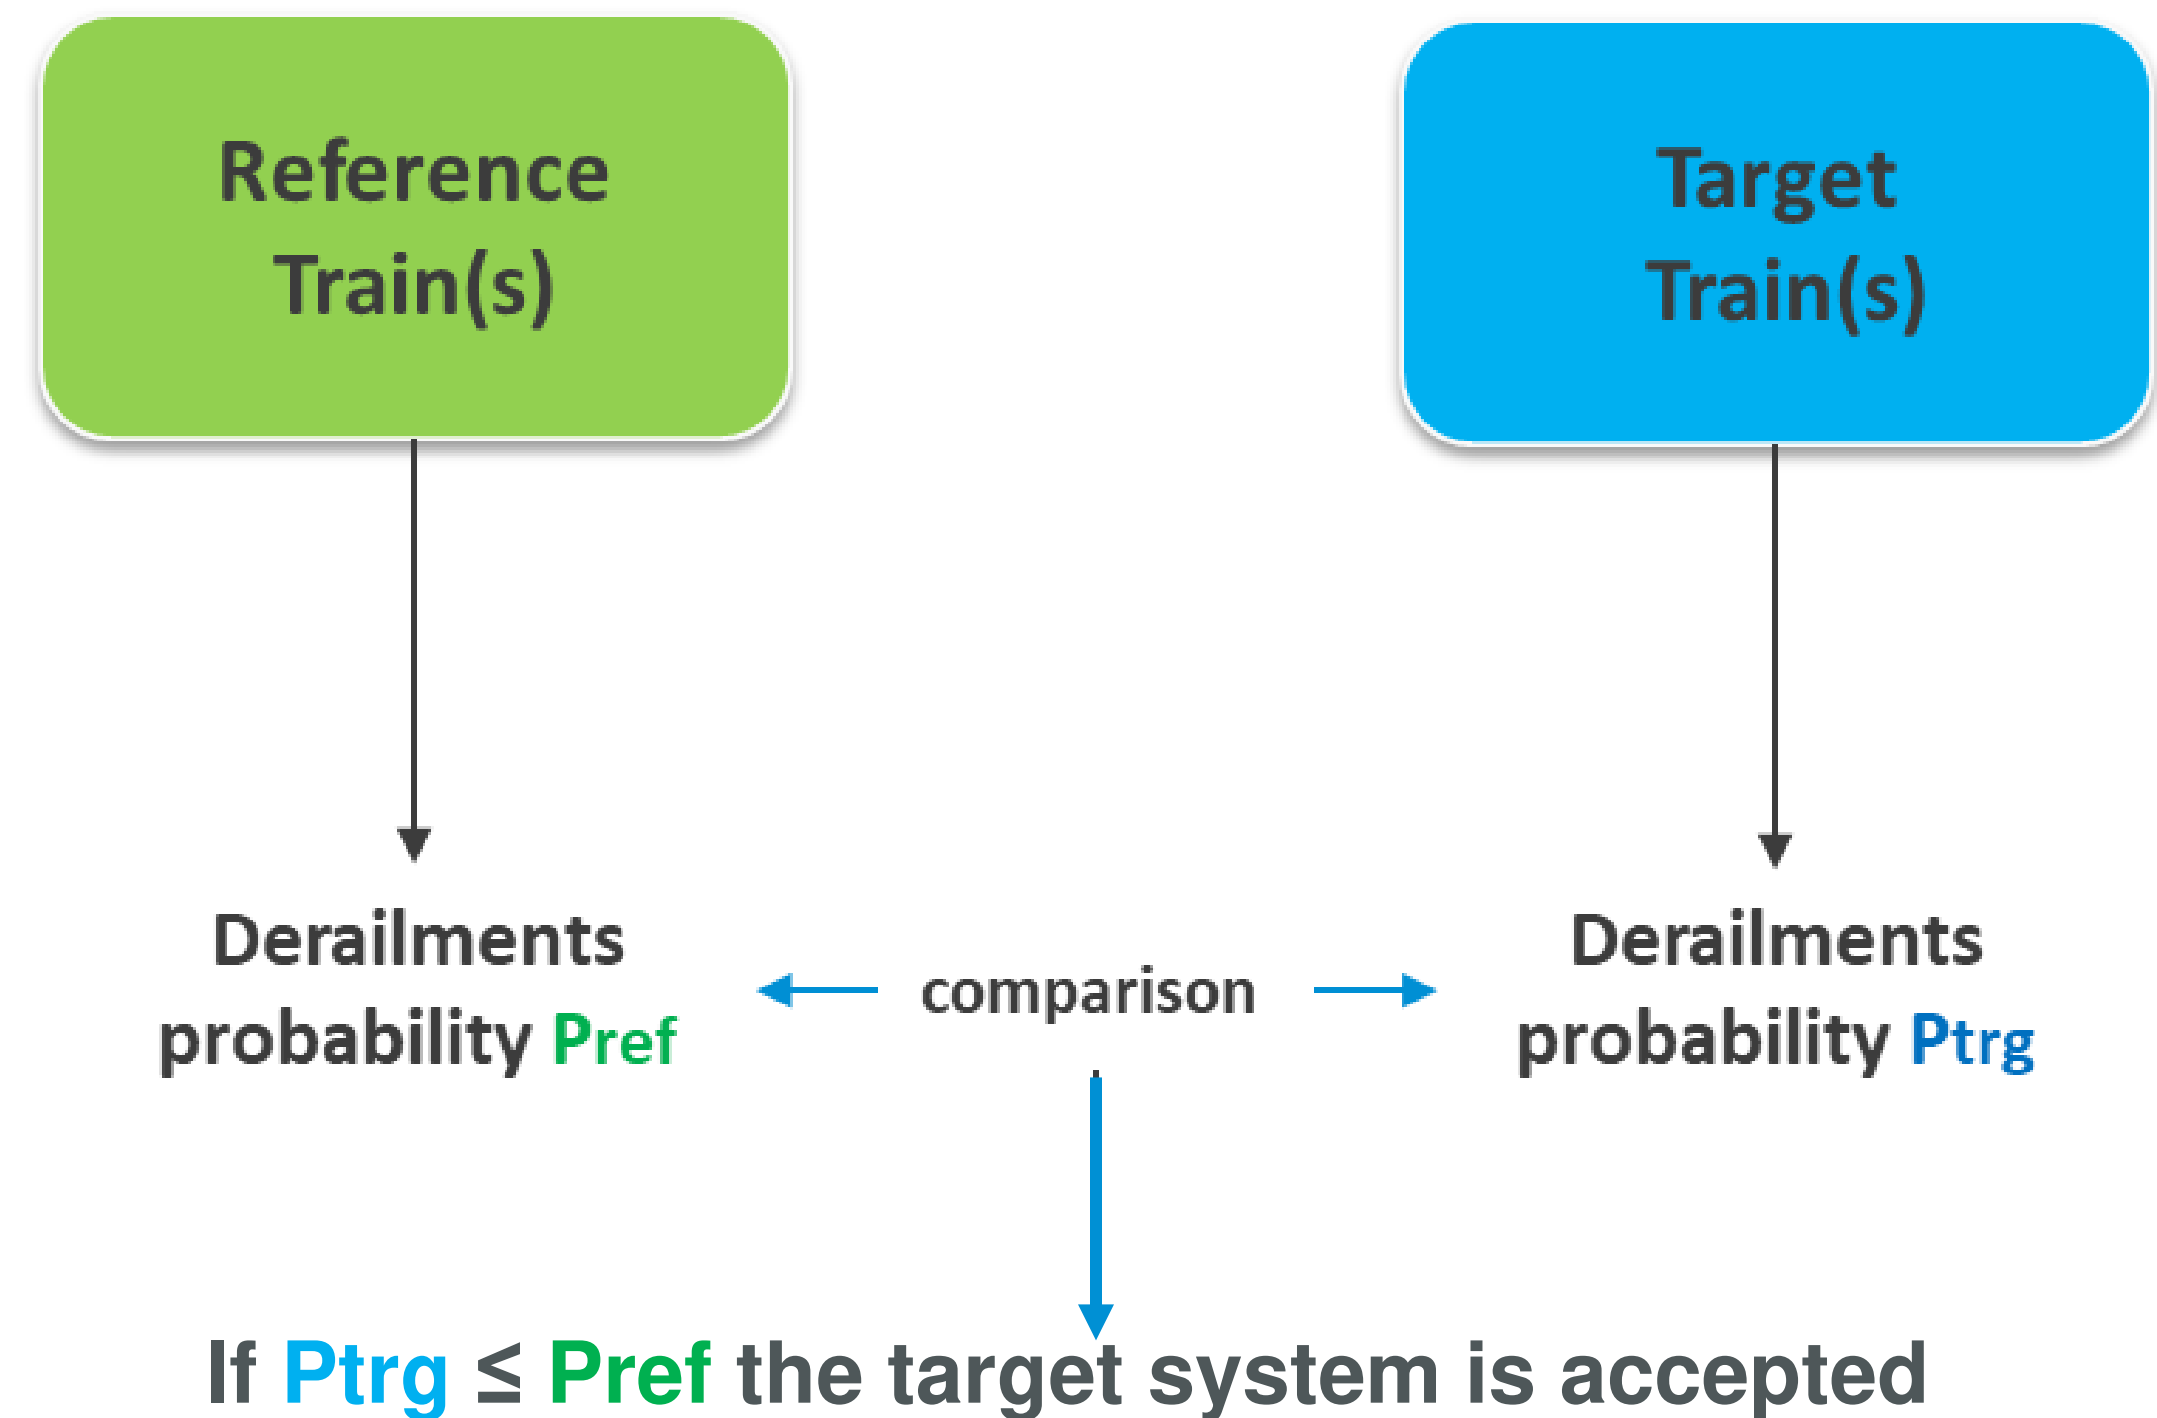 Reference
Train(s)
Target
Train(s)
Derailments
probability Pref
comparison
Derailments
probability Ptrg
If Ptrg ≤ Pref the target system is accepted